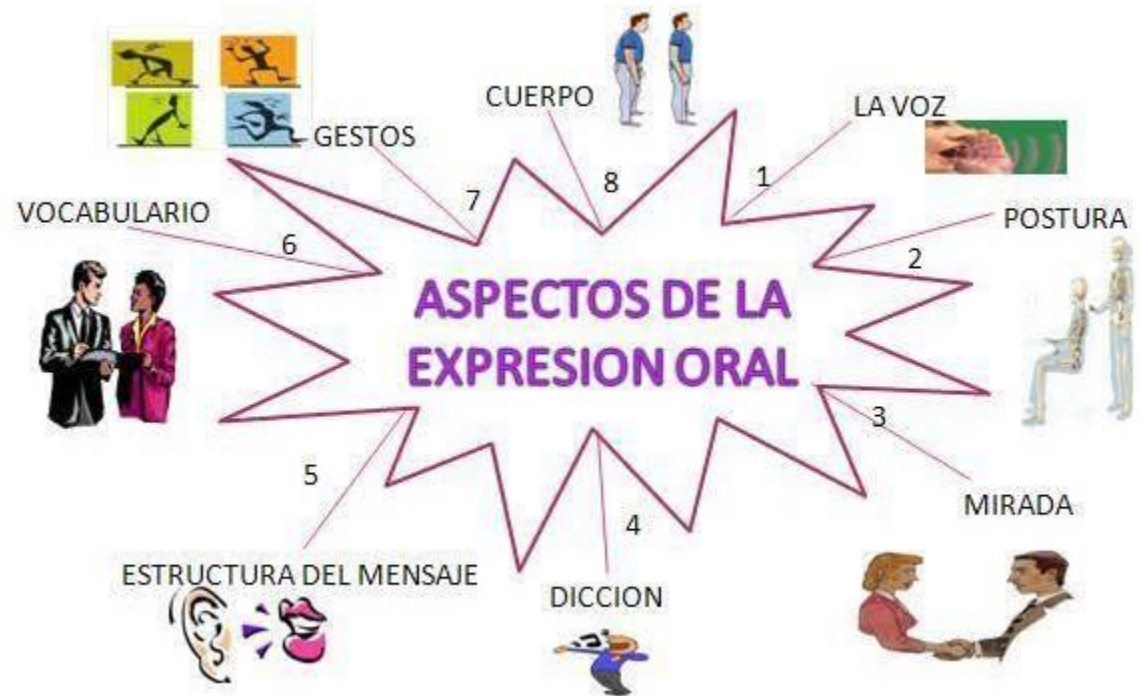 ASPECTOS DE LA
EXPRESION ORAL
1
LA VOZ
2
POSTURA
3
MIRADA
4
DICCION
5
ESTRUCTURA DEL MENSAJE
6
VOCABULARIO
7
GESTOS
8
CUERPO